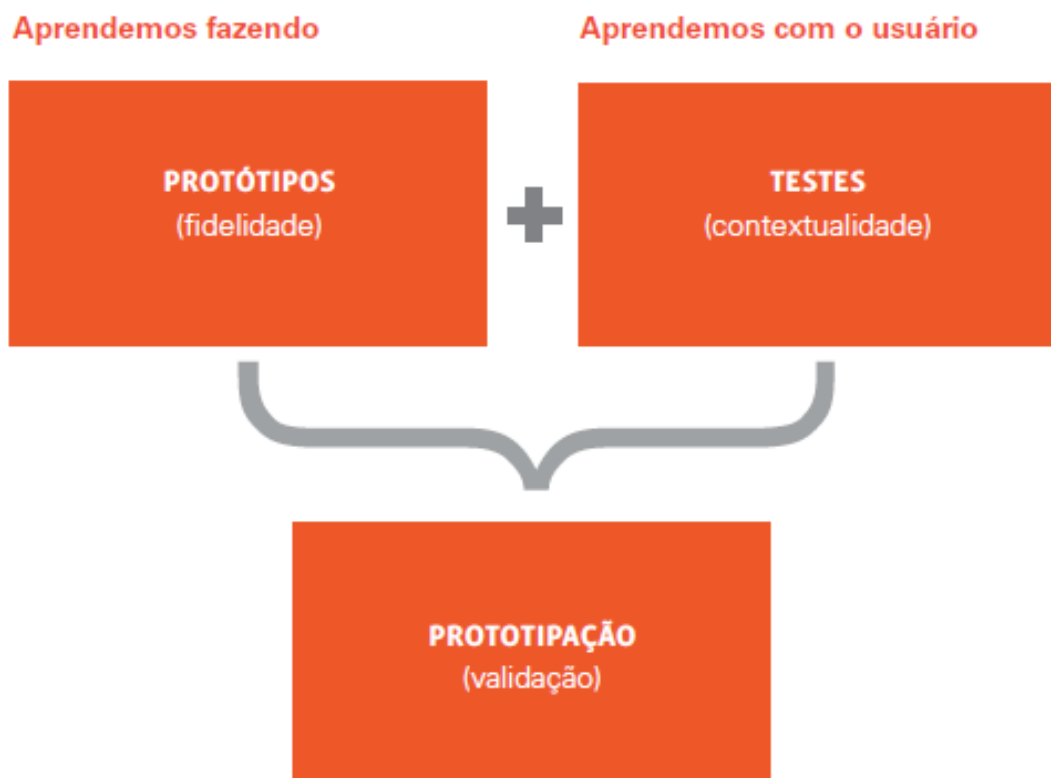 Aprendemos fazendo
Aprendemos com o usuário
PROTÓTIPOS
(fidelidade)
TESTES
(contextualidade)
PROTOTIPAÇÃO
(validação)